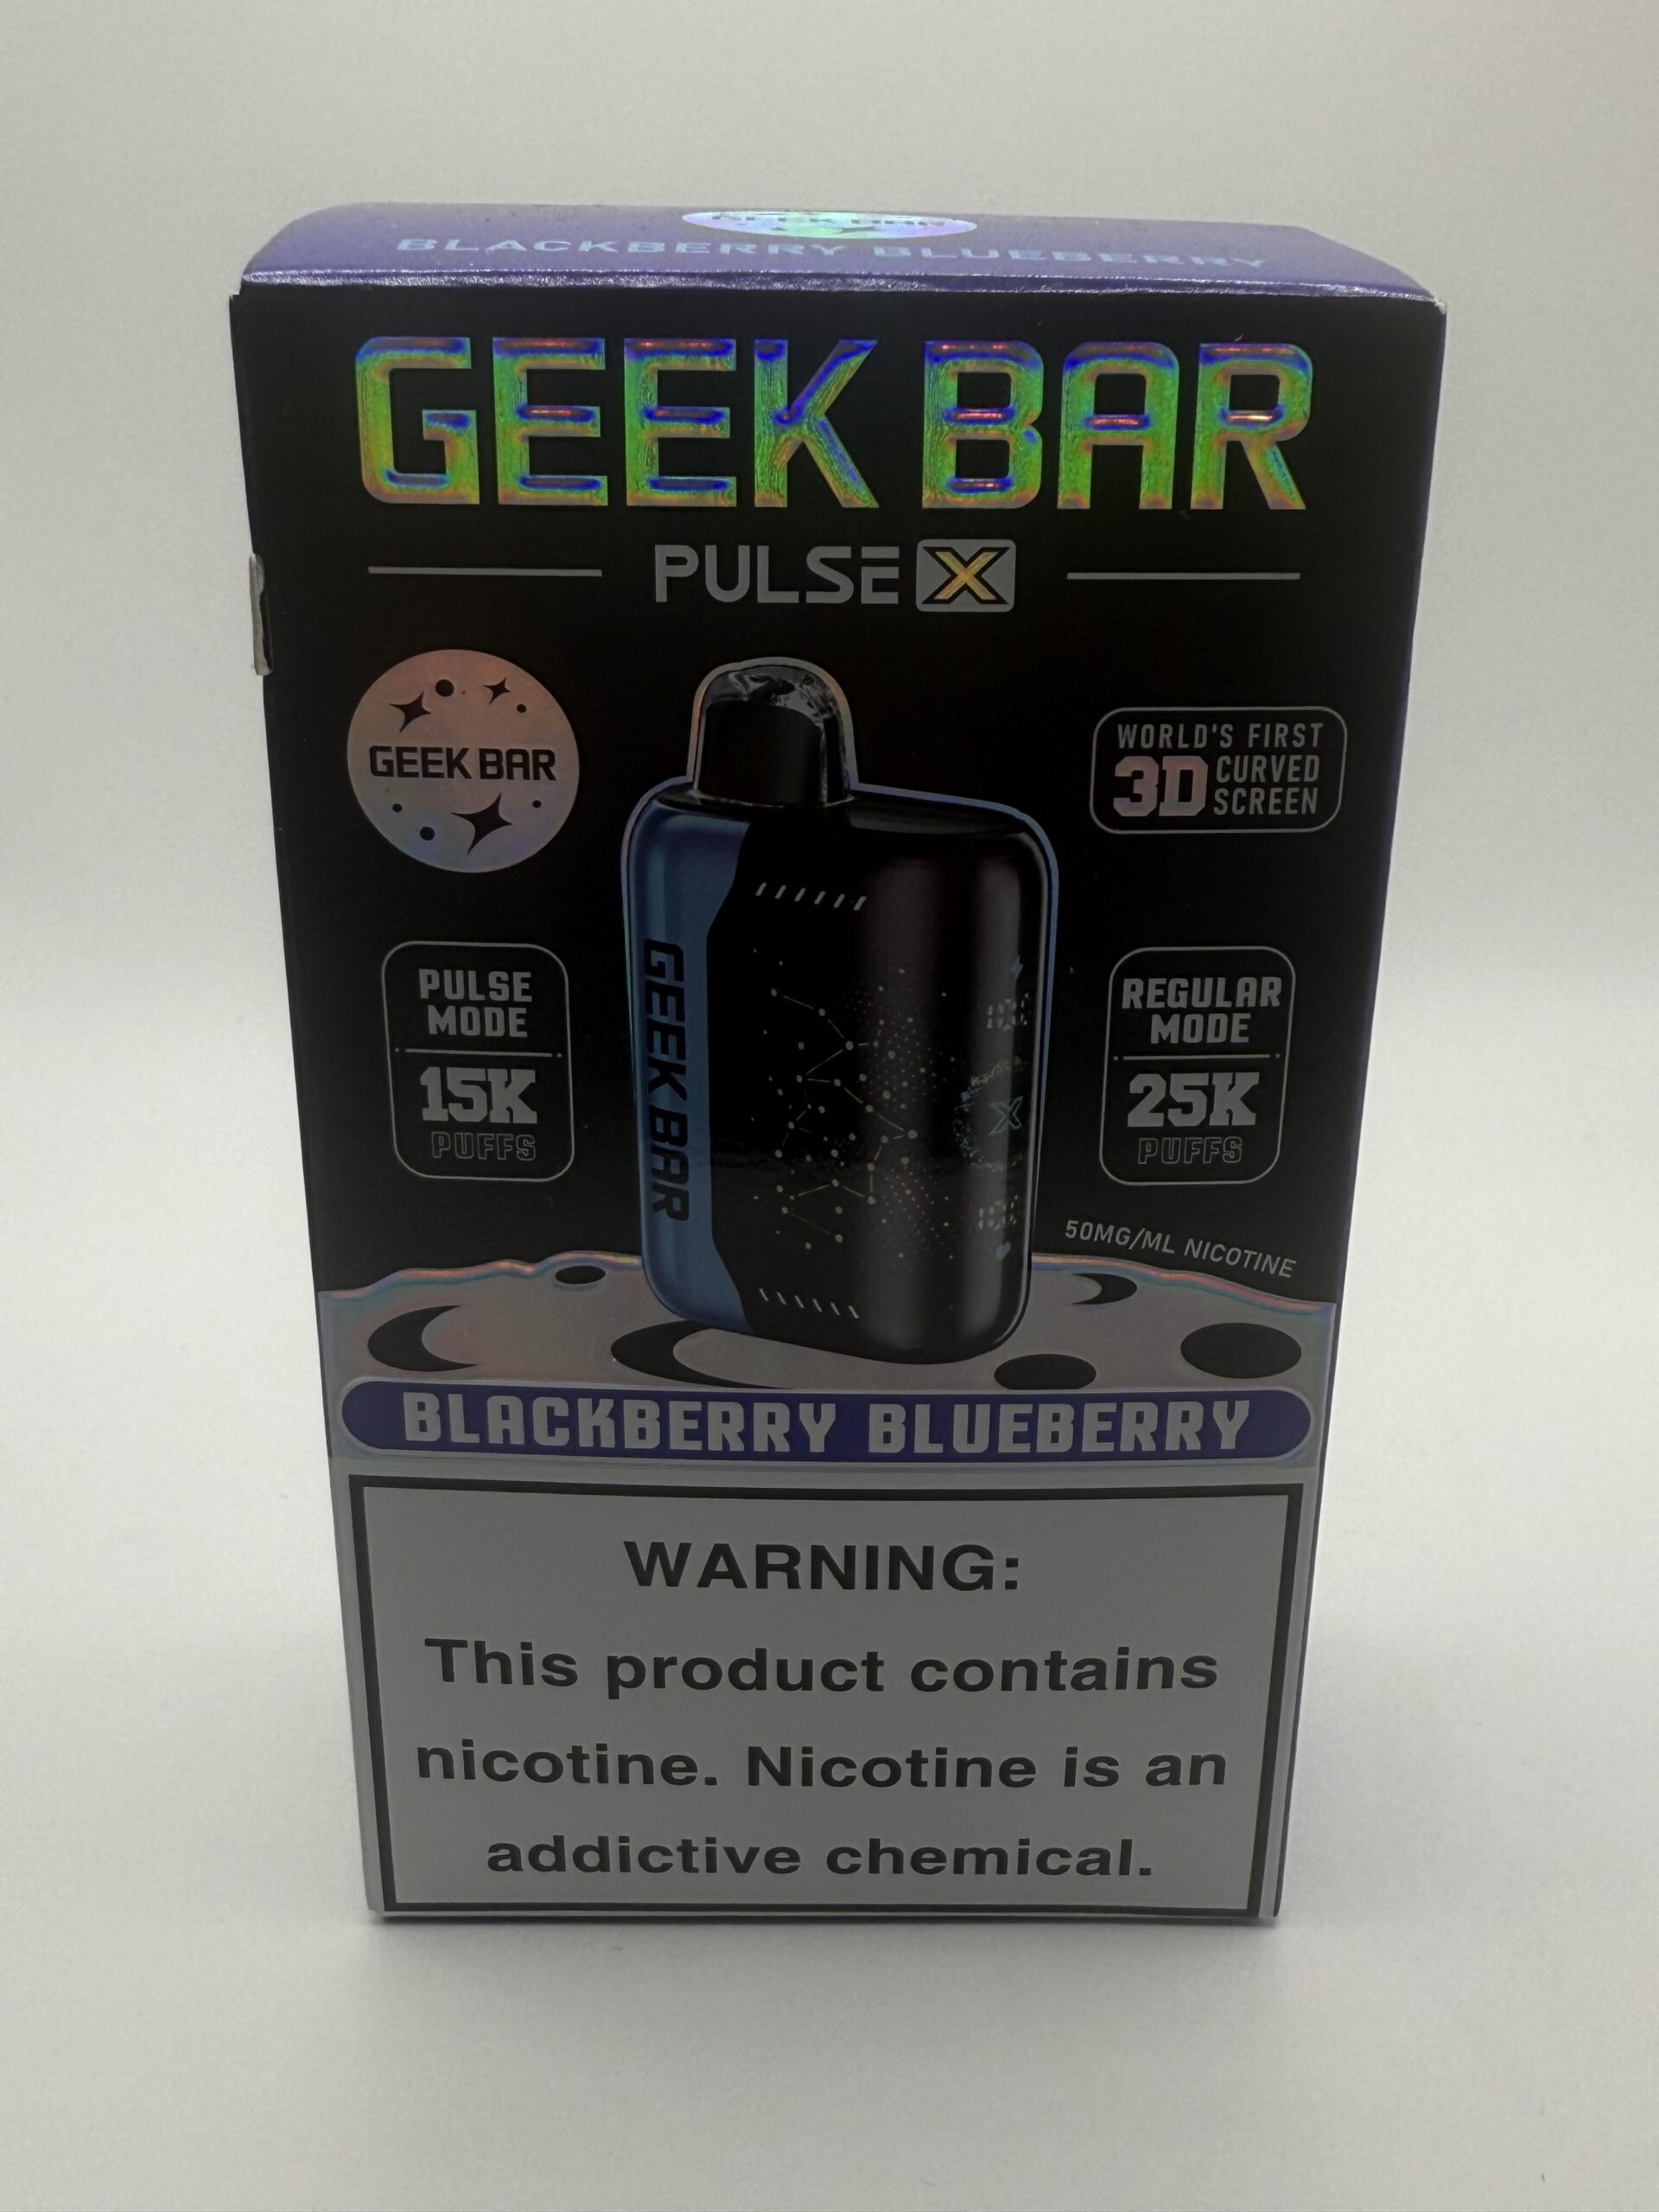 BLACKBERRY BLUEBERRY
GEEK BAR
PULSE X
GEEK BAR
WORLD'S FIRST
3D CURVED
SCREEN
GEEK BAR
PULSE
MODE
15K
PUFFS
REGULAR
MODE
25K
PUFFS
X
50MG/ML NICOTINE
BLACKBERRY BLUEBERRY
WARNING:
This product contains
nicotine. Nicotine is an
addictive chemical.